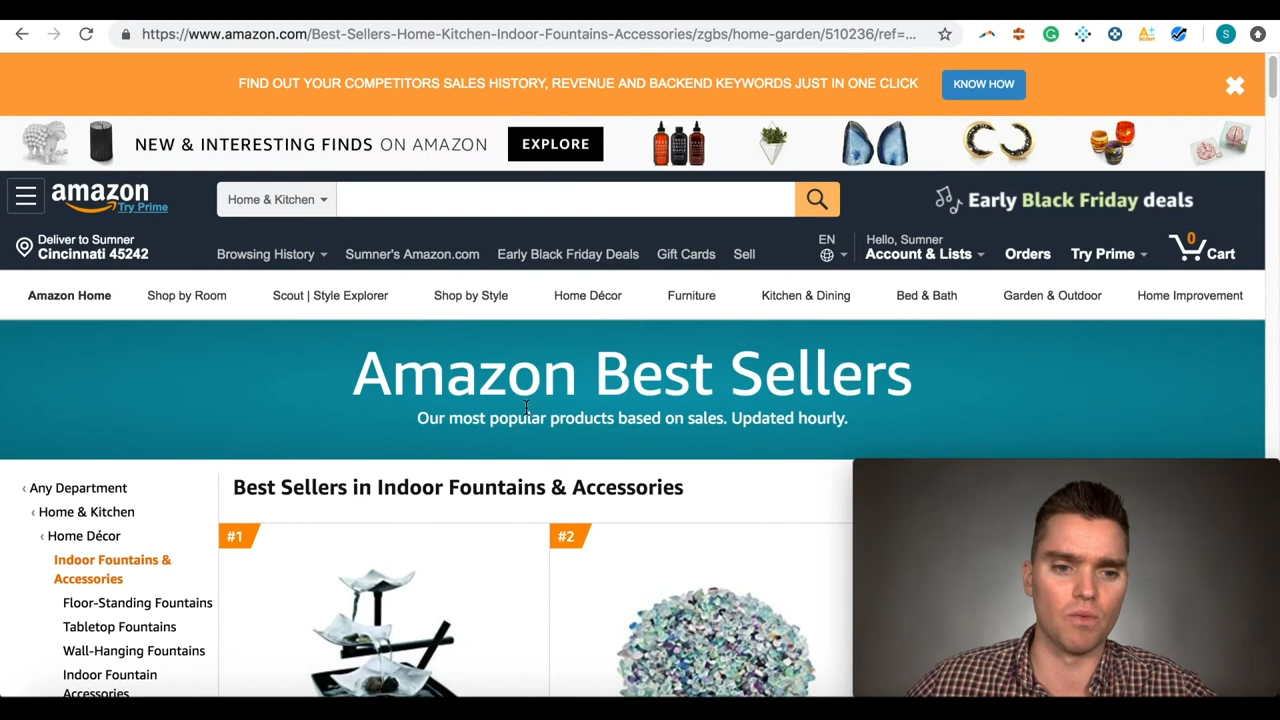 https://www.amazon.com/Best-Sellers-Home-Kitchen-Indoor-Fountains-Accessories/zgbs/home-garden/510236/ref=...
S
FIND OUT YOUR COMPETITORS SALES HISTORY, REVENUE AND BACKEND KEYWORDS JUST IN ONE CLICK
KNOW HOW
NEW & INTERESTING FINDS ON AMAZON
EXPLORE
amazon
Try Prime
Home & Kitchen
Early Black Friday deals
Deliver to Sumner
Cincinnati 45242
Browsing History
Sumner's Amazon.com
Early Black Friday Deals
Gift Cards
Sell
EN
Hello, Sumner
Account & Lists
Orders
Try Prime
0
Cart
Amazon Home
Shop by Room
Scout | Style Explorer
Shop by Style
Home Décor
Furniture
Kitchen & Dining
Bed & Bath
Garden & Outdoor
Home Improvement
Amazon Best Sellers
Our most popular products based on sales. Updated hourly.
‹ Any Department
‹ Home & Kitchen
‹ Home Décor
Indoor Fountains &
Accessories
Floor-Standing Fountains
Tabletop Fountains
Wall-Hanging Fountains
Indoor Fountain
Accessories
Best Sellers in Indoor Fountains & Accessories
#1
#2